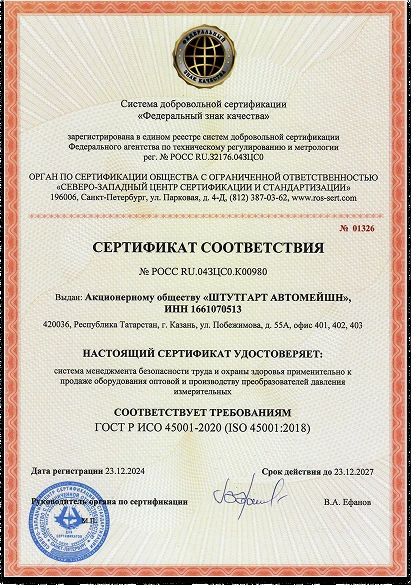 ФЕДЕРАЛЬНЫЙ
ЗНАК КАЧЕСТВА
Система добровольной сертификации
«Федеральный знак качества»
зарегистрирована в едином реестре систем добровольной сертификации
Федерального агентства по техническому регулированию и метрологии
рег. № РОСС RU.32176.04ЗЦС0
ОРГАН ПО СЕРТИФИКАЦИИ ОБЩЕСТВА С ОГРАНИЧЕННОЙ ОТВЕТСТВЕННОСТЬЮ
«СЕВЕРО-ЗАПАДНЫЙ ЦЕНТР СЕРТИФИКАЦИИ И СТАНДАРТИЗАЦИИ»
196006, Санкт-Петербург, ул. Парковая, д. 4-Д, (812) 387-03-62, www.ros-sert.com
№ 01326
СЕРТИФИКАТ СООТВЕТСТВИЯ
№ РОСС RU.04ЗЦС0.К00980
Выдан: Акционерному обществу «ШТУТГАРТ АВТОМЕЙШН»,
ИНН 1661070513
420036, Республика Татарстан, г. Казань, ул. Побежимова, д. 55А, офис 401, 402, 403
НАСТОЯЩИЙ СЕРТИФИКАТ УДОСТОВЕРЯЕТ:
система менеджмента безопасности труда и охраны здоровья применительно к
продаже оборудования оптовой и производству преобразователей давления
измерительных
СООТВЕТСТВУЕТ ТРЕБОВАНИЯМ
ГОСТ Р ИСО 45001-2020 (ISO 45001:2018)
Дата регистрации 23.12.2024
Срок действия до 23.12.2027
Руководитель органа по сертификации
В.А. Ефанов
М.П.
ДЛЯ
СЕРТИФИКАТОВ